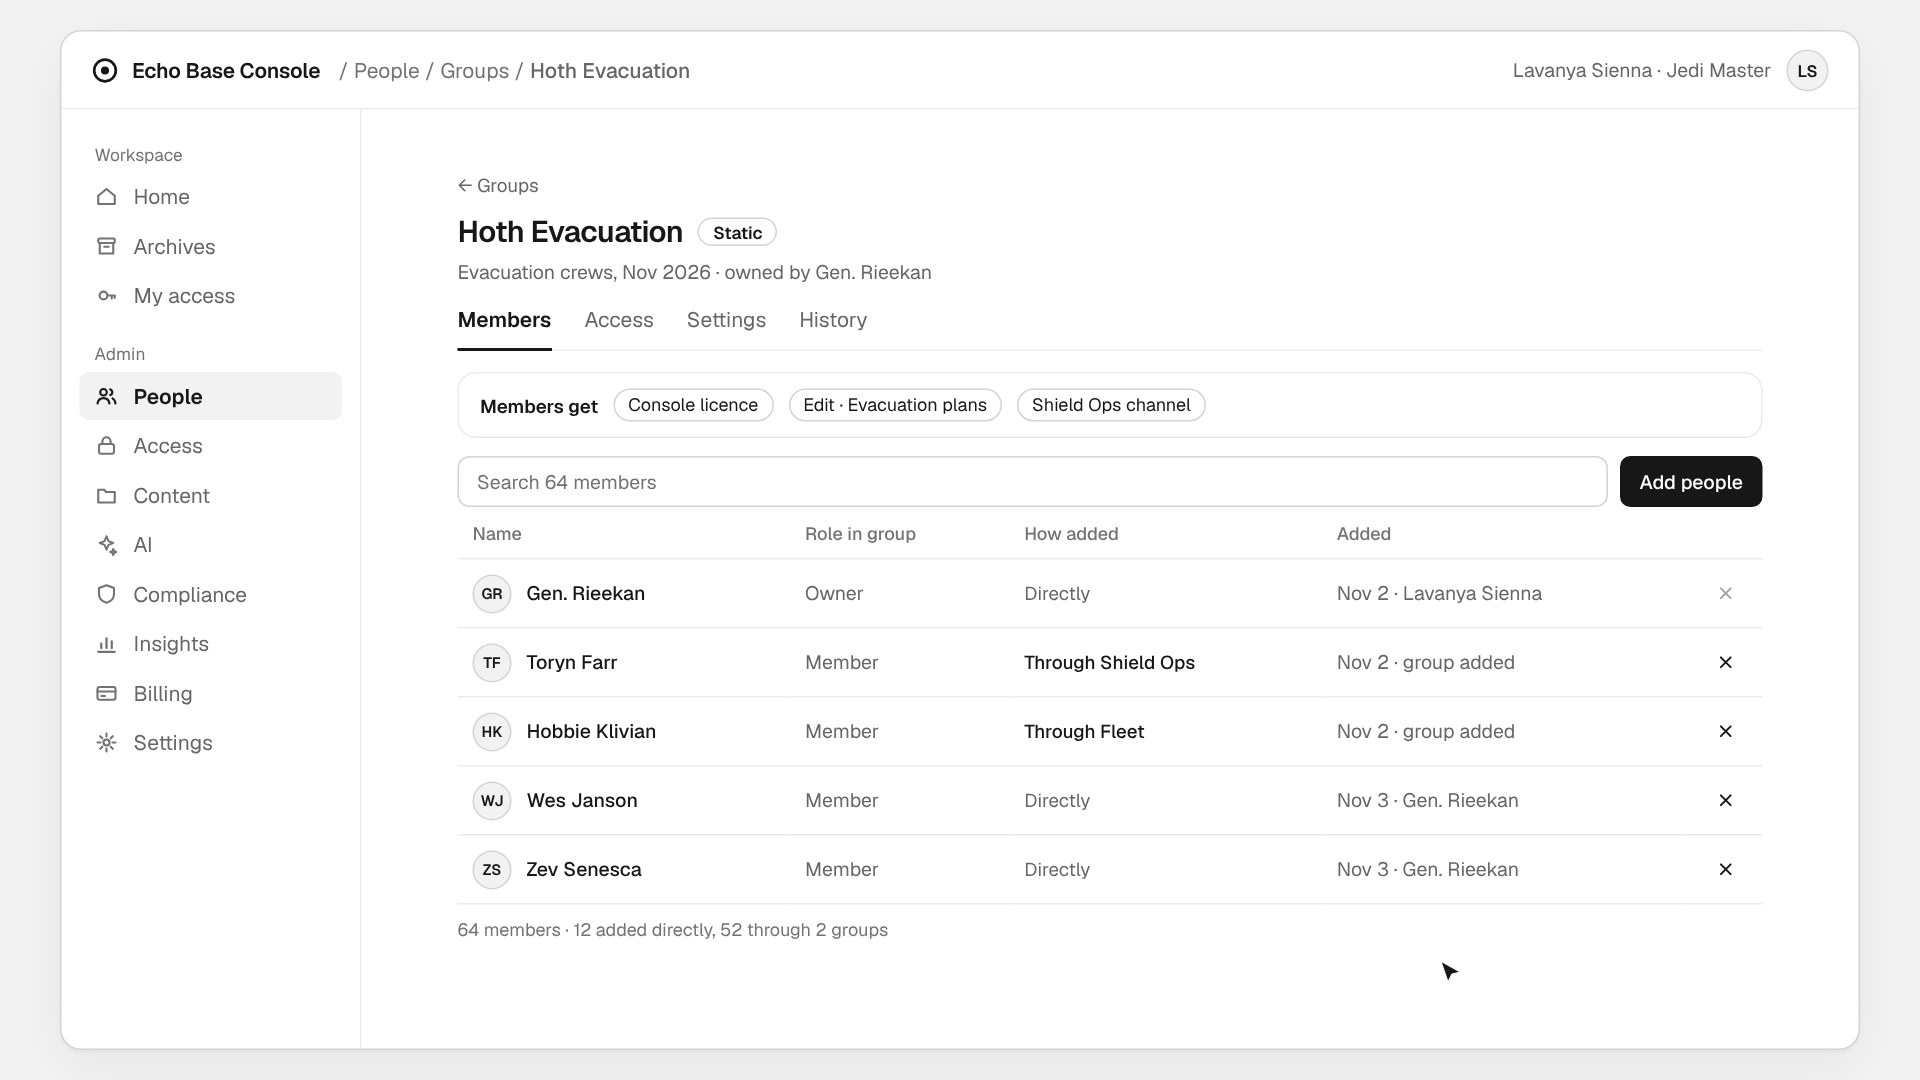 Echo Base Console / People / Groups / Hoth Evacuation
Lavanya Sienna · Jedi Master LS
Workspace
Home
Archives
My access
Admin
People
Access
Content
AI
Compliance
Insights
Billing
Settings
← Groups
Hoth Evacuation Static
Evacuation crews, Nov 2026 · owned by Gen. Rieekan
Members Access Settings History
Members get Console licence Edit · Evacuation plans Shield Ops channel
Search 64 members Add people
Name Role in group How added Added
GR Gen. Rieekan Owner Directly Nov 2 · Lavanya Sienna ×
TF Toryn Farr Member Through Shield Ops Nov 2 · group added ×
HK Hobbie Klivian Member Through Fleet Nov 2 · group added ×
WJ Wes Janson Member Directly Nov 3 · Gen. Rieekan ×
ZS Zev Senesca Member Directly Nov 3 · Gen. Rieekan ×
64 members · 12 added directly, 52 through 2 groups